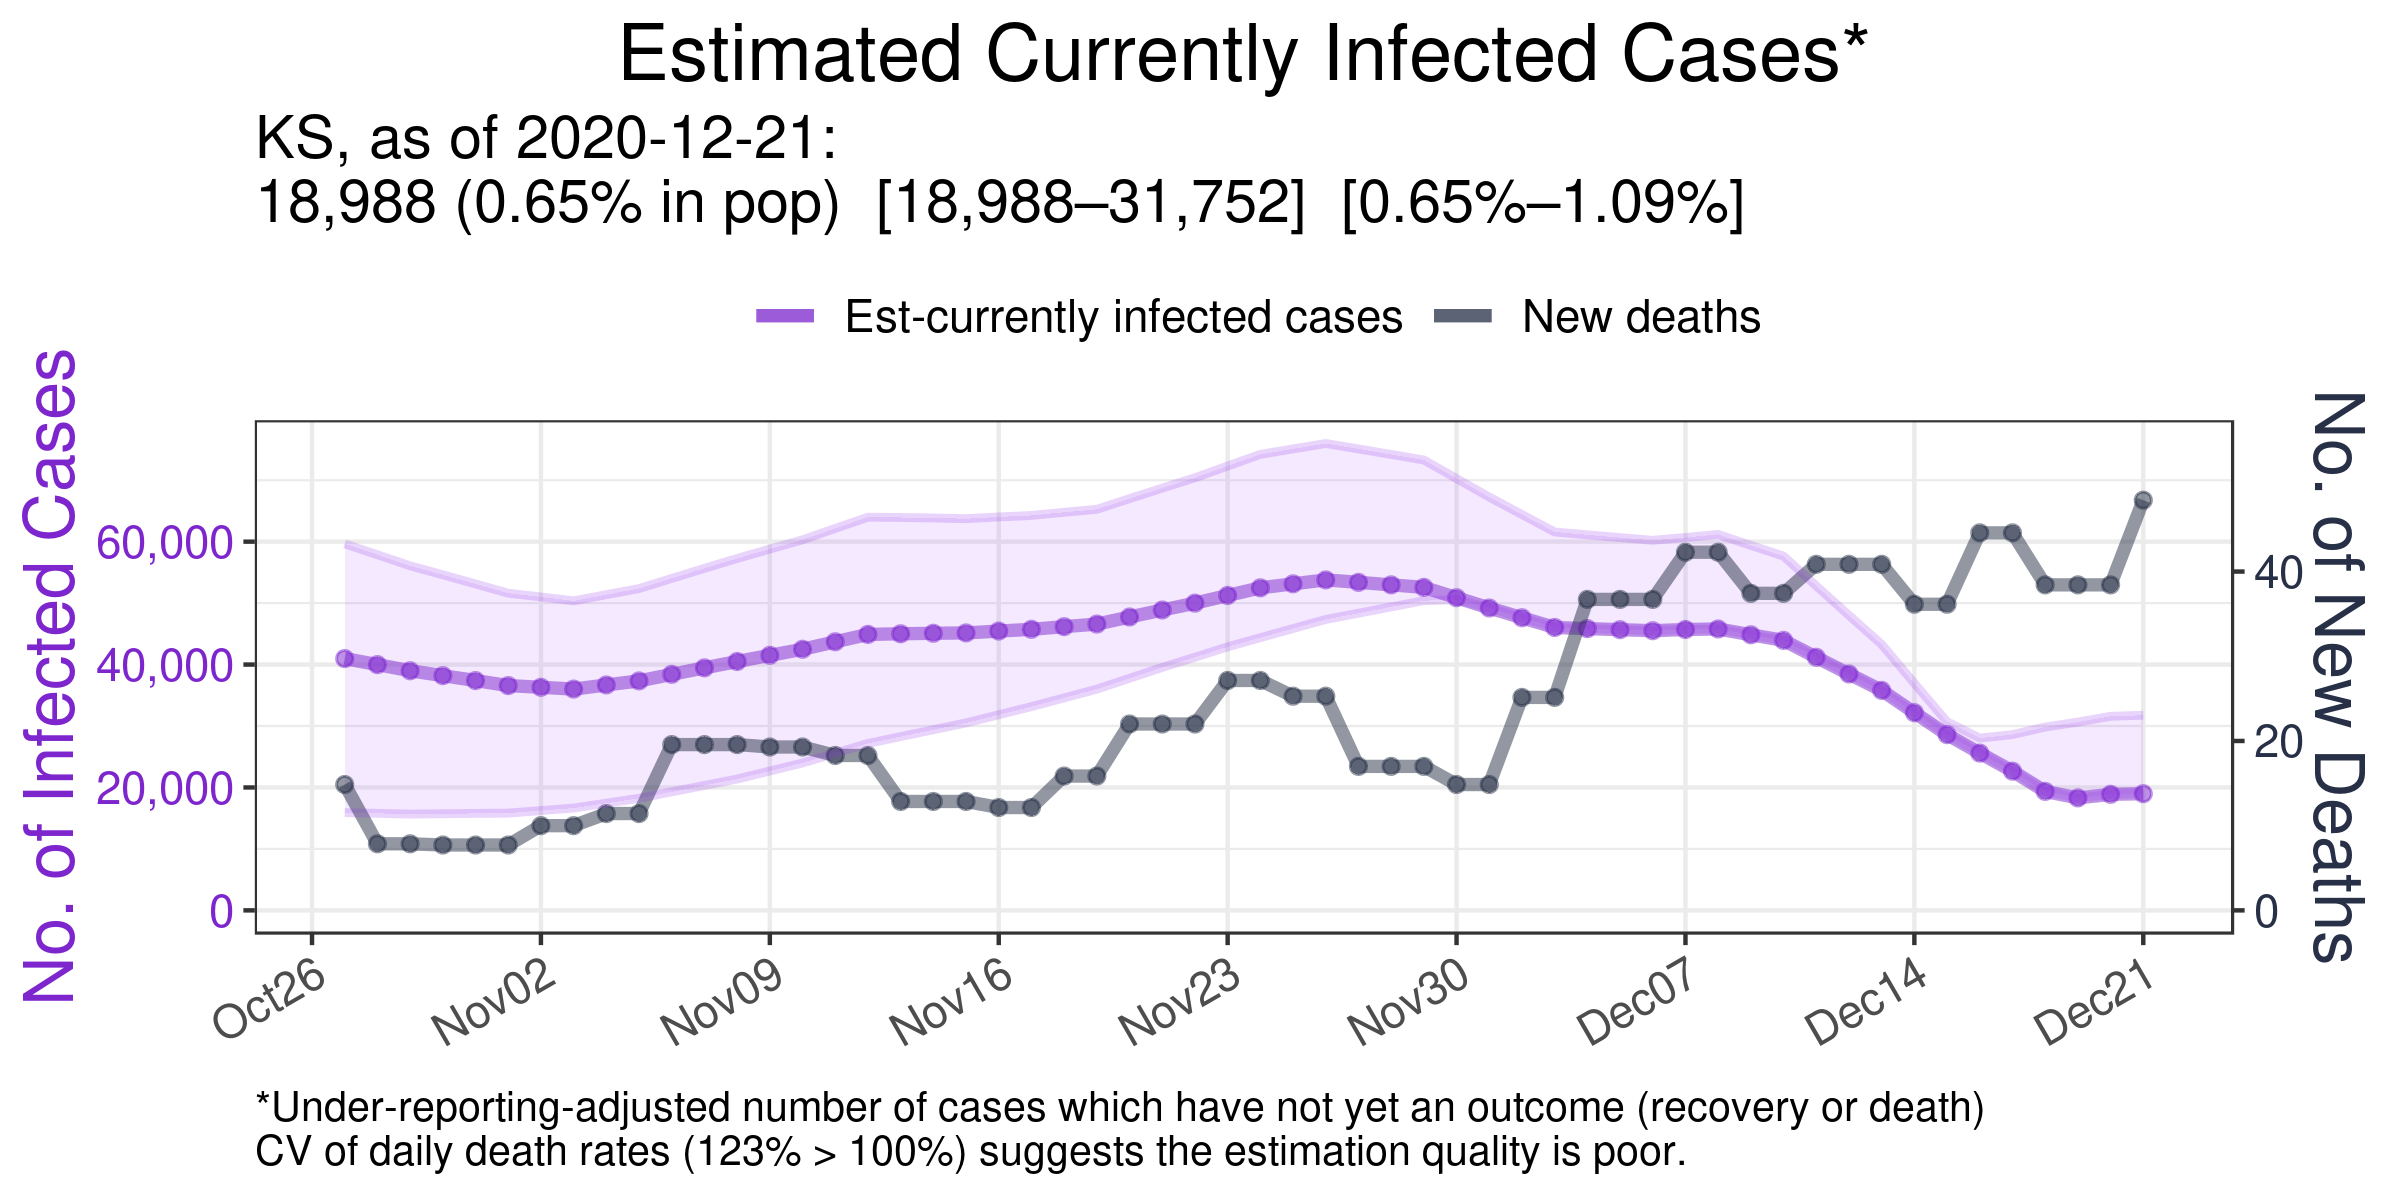 Estimated Currently Infected Cases*
KS, as of 2020-12-21:
18,988 (0.65% in pop)  [18,988–31,752]  [0.65%–1.09%]
Est-currently infected cases
New deaths
No. of Infected Cases
60,000
40,000
20,000
0
40
20
0
No. of New Deaths
Oct26
Nov02
Nov09
Nov16
Nov23
Nov30
Dec07
Dec14
Dec21
*Under-reporting-adjusted number of cases which have not yet an outcome (recovery or death)
CV of daily death rates (123% > 100%) suggests the estimation quality is poor.